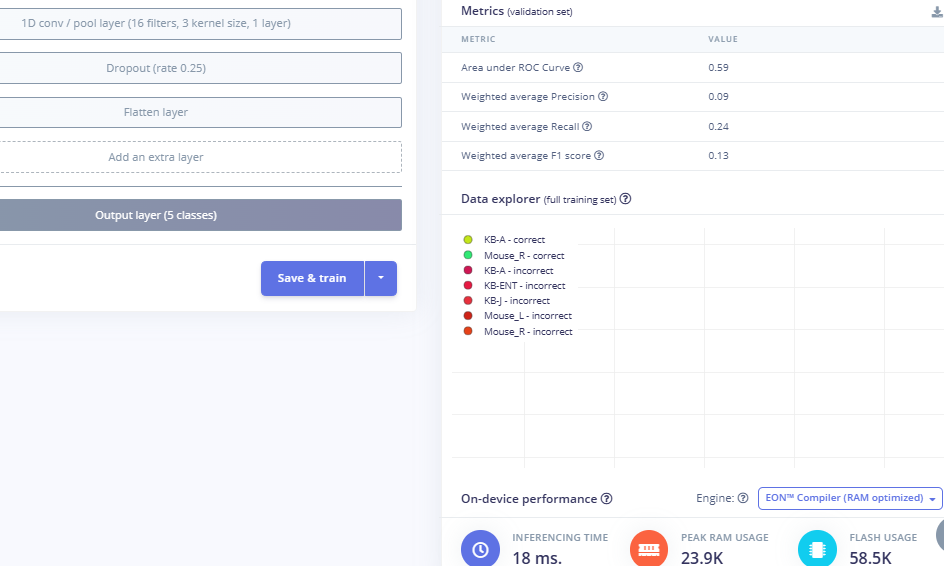 1D conv / pool layer (16 filters, 3 kernel size, 1 layer)
Dropout (rate 0.25)
Flatten layer
Add an extra layer
Output layer (5 classes)
Save & train
Metrics (validation set)
METRIC VALUE
Area under ROC Curve ? 0.59
Weighted average Precision ? 0.09
Weighted average Recall ? 0.24
Weighted average F1 score ? 0.13
Data explorer (full training set) ?
KB-A - correct
Mouse_R - correct
KB-A - incorrect
KB-ENT - incorrect
KB-J - incorrect
Mouse_L - incorrect
Mouse_R - incorrect
On-device performance ? Engine: ? EON™ Compiler (RAM optimized)
INFERENCING TIME
18 ms.
PEAK RAM USAGE
23.9K
FLASH USAGE
58.5K